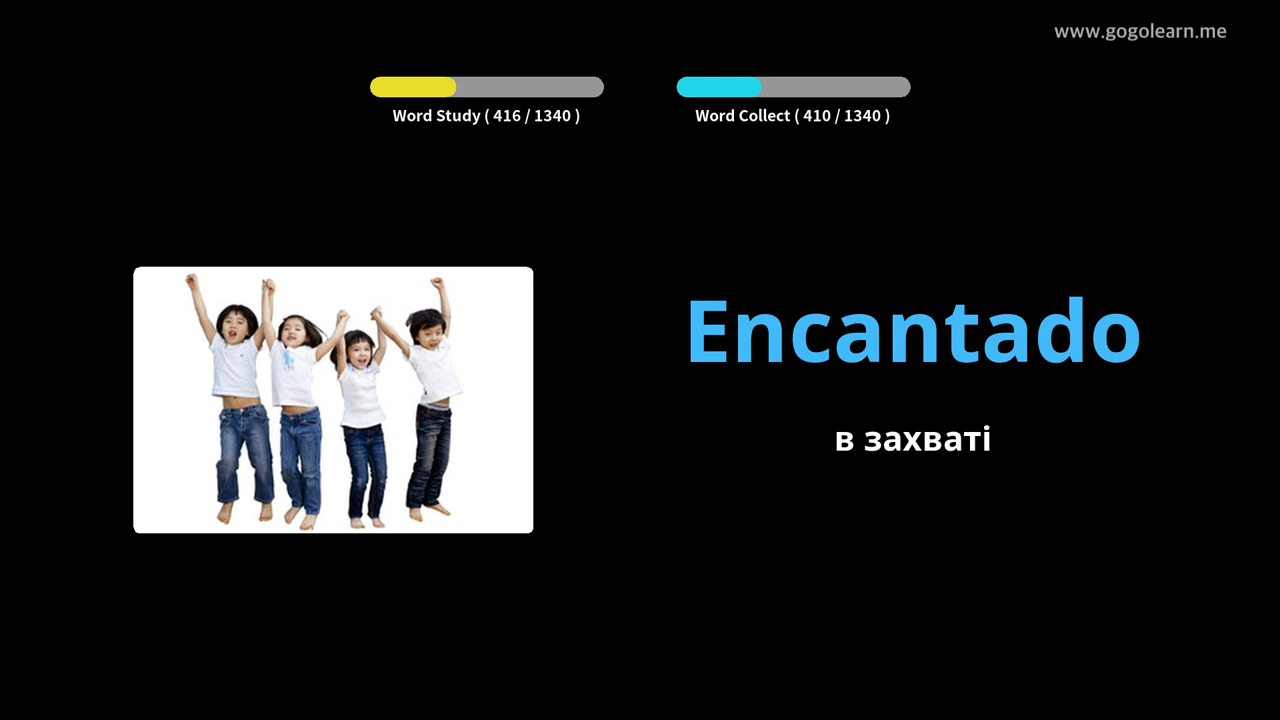 www.gogolearn.me
Word Study ( 416 / 1340 )
Word Collect ( 410 / 1340 )
Encantado
в захваті